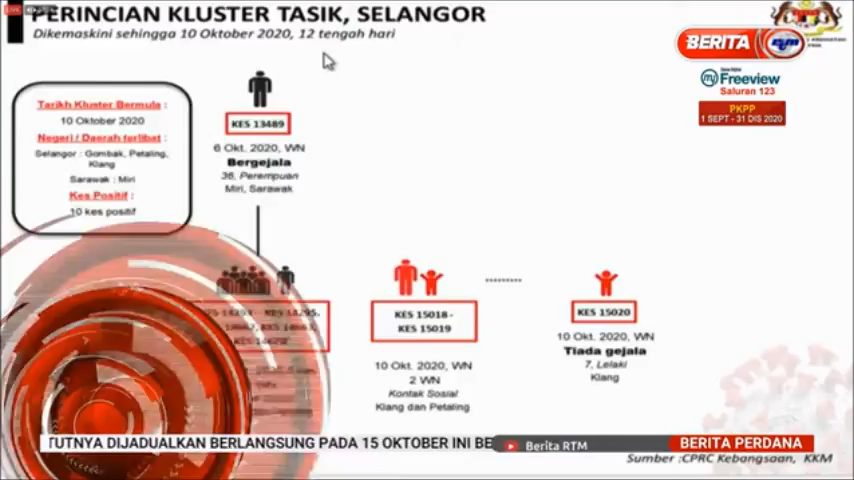 LIVE
PERINCIAN KLUSTER TASIK, SELANGOR
Dikemaskini sehingga 10 Oktober 2020, 12 tengah hari
BERITA
Freeview
Saluran 123
PKPP
1 SEPT - 31 DIS 2020
Tarikh Kluster Bermula :
10 Oktober 2020
Negeri / Daerah terlibat :
Selangor : Gombak, Petaling,
Klang
Sarawak : Miri
Kes Positif :
10 kes positif
KES 13489
6 Okt. 2020, WN
Bergejala
36, Perempuan
Miri, Sarawak
KES 15018 -
KES 15019
10 Okt. 2020, WN
2 WN
Kontak Sosial
Klang dan Petaling
KES 15020
10 Okt. 2020, WN
Tiada gejala
7, Lelaki
Klang
TUTNYA DIJADUALKAN BERLANGSUNG PADA 15 OKTOBER INI BE
Berita RTM
BERITA PERDANA
Sumber :CPRC Kebangsaan, KKM